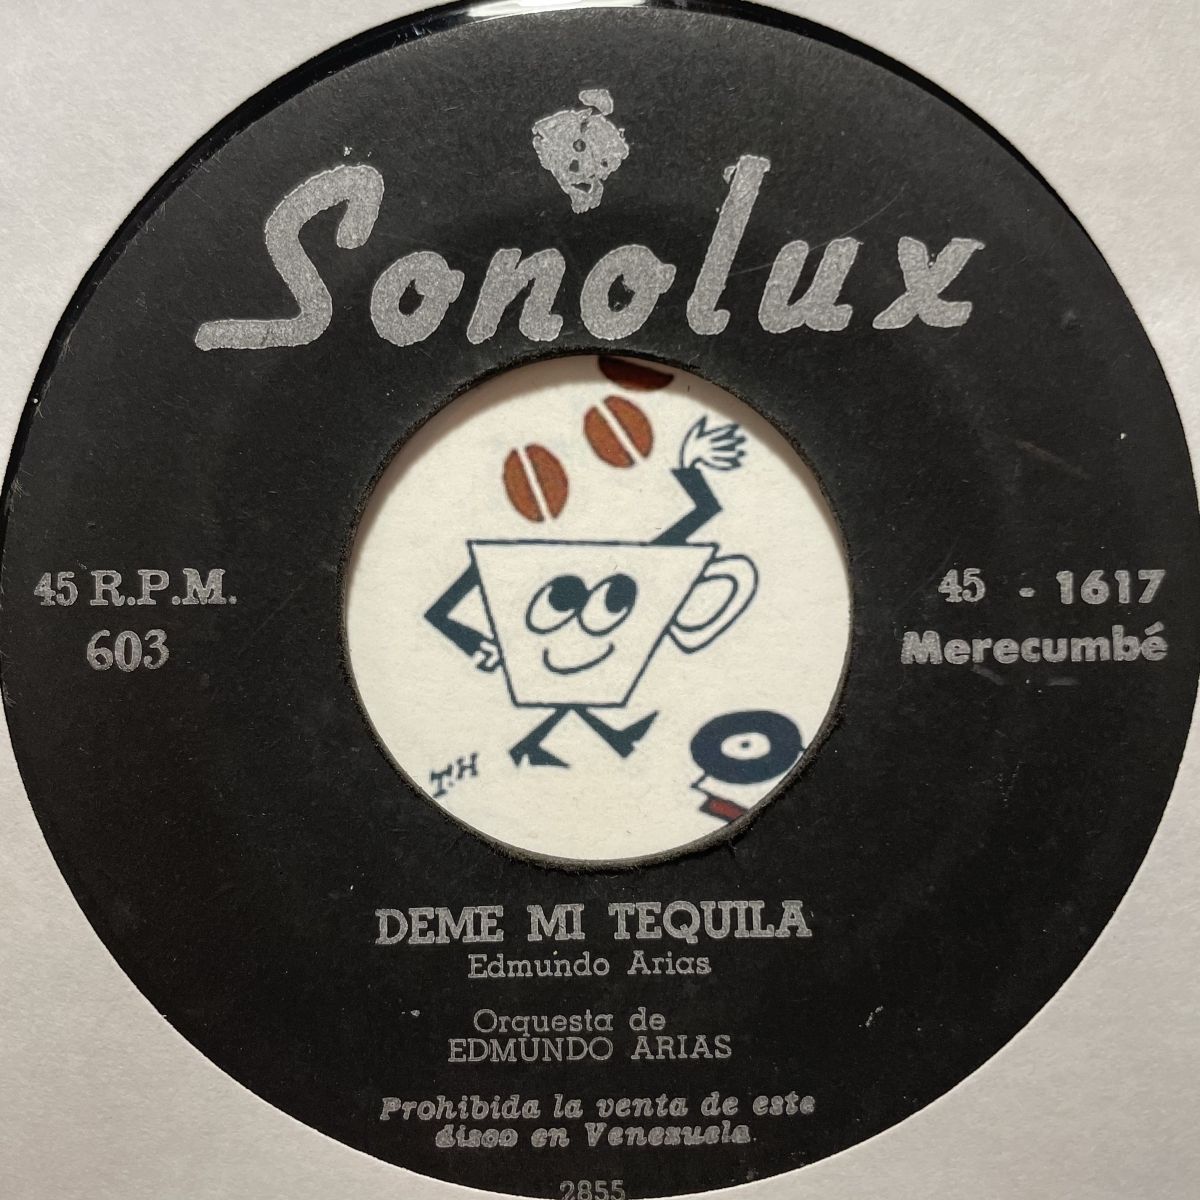 Sonolux
45 R.P.M.
603
45 - 1617
Merecumbé
T.H
DEME MI TEQUILA
Edmundo Arias
Orquesta de
EDMUNDO ARIAS
Prohibida la venta de este
disco en Venezuela
2855